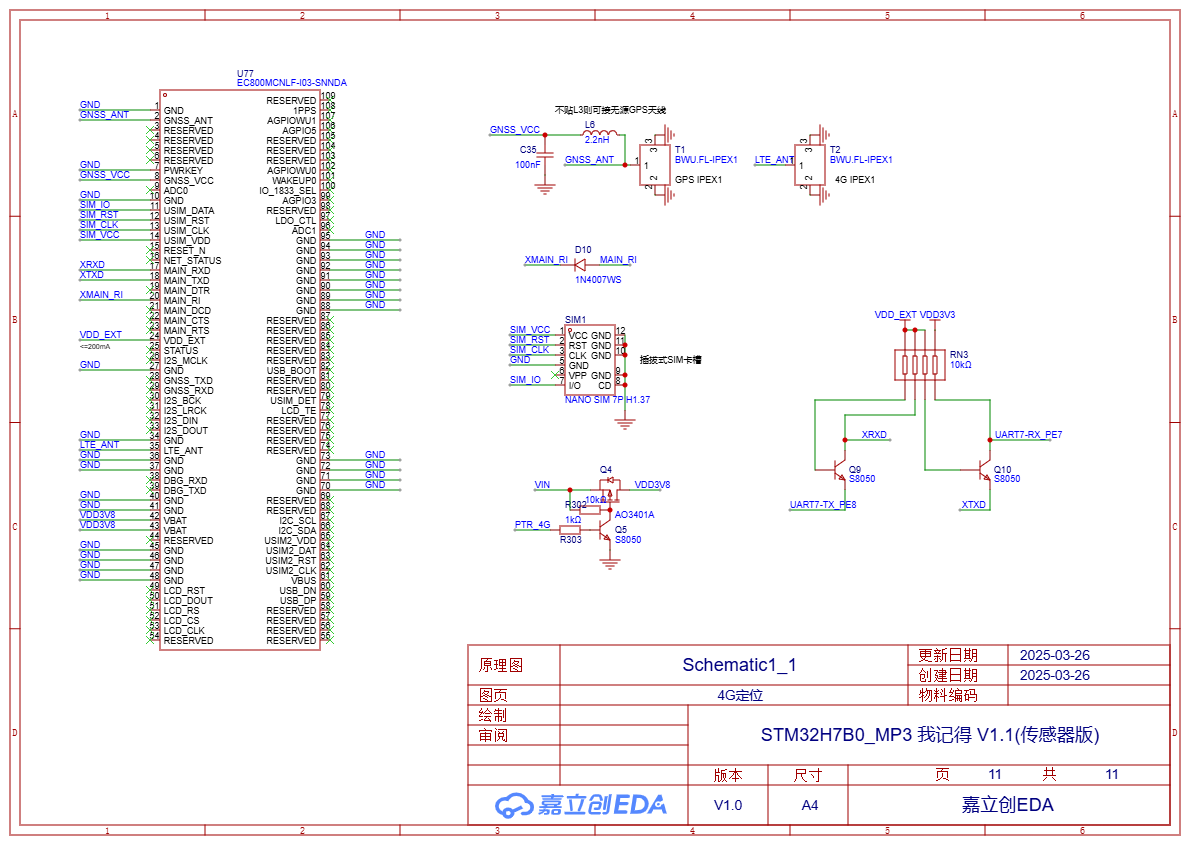 1 2 3 4 5 6
A
B
C
D
U77
EC800MCNLF-I03-SNNDA
GND 1 GND
GNSS_ANT 2 GNSS_ANT
3 RESERVED
4 RESERVED
5 RESERVED
6 RESERVED
GND 7 PWRKEY
GNSS_VCC 8 GNSS_VCC
9 ADC0
GND 10 GND
SIM_IO 11 USIM_DATA
SIM_RST 12 USIM_RST
SIM_CLK 13 USIM_CLK
SIM_VCC 14 USIM_VDD
15 RESET_N
16 NET_STATUS
XRXD 17 MAIN_RXD
XTXD 18 MAIN_TXD
19 MAIN_DTR
XMAIN_RI 20 MAIN_RI
21 MAIN_DCD
22 MAIN_CTS
23 MAIN_RTS
VDD_EXT 24 VDD_EXT
<=200mA
25 STATUS
26 I2S_MCLK
GND 27 GND
28 GNSS_TXD
29 GNSS_RXD
30 I2S_BCK
31 I2S_LRCK
32 I2S_DIN
33 I2S_DOUT
GND 34 GND
LTE_ANT 35 LTE_ANT
GND 36 GND
GND 37 GND
38 DBG_RXD
39 DBG_TXD
GND 40 GND
GND 41 GND
VDD3V8 42 VBAT
VDD3V8 43 VBAT
44 RESERVED
GND 45 GND
GND 46 GND
GND 47 GND
GND 48 GND
49 LCD_RST
50 LCD_DOUT
51 LCD_RS
52 LCD_CS
53 LCD_CLK
54 RESERVED
RESERVED 109
1PPS 108
AGPIOWU1 107
AGPIO5 106
RESERVED 105
RESERVED 104
RESERVED 103
AGPIOWU0 102
WAKEUP0 101
IO_1833_SEL 100
AGPIO3 99
RESERVED 98
LDO_CTL 97
ADC1 96
GND 95 GND
GND 94 GND
GND 93 GND
GND 92 GND
GND 91 GND
GND 90 GND
GND 89 GND
GND 88 GND
RESERVED 87
RESERVED 86
RESERVED 85
RESERVED 84
RESERVED 83
USB_BOOT 82
RESERVED 81
RESERVED 80
USIM_DET 79
LCD_TE 78
RESERVED 77
RESERVED 76
RESERVED 75
RESERVED 74
GND 73 GND
GND 72 GND
GND 71 GND
GND 70 GND
RESERVED 69
RESERVED 68
I2C_SCL 67
I2C_SDA 66
USIM2_VDD 65
USIM2_DAT 64
USIM2_RST 63
USIM2_CLK 62
VBUS 61
USB_DN 60
USB_DP 59
RESERVED 58
RESERVED 57
RESERVED 56
RESERVED 55
不贴L3则可接无源GPS天线
GNSS_VCC
L6
2.2nH
C35
100nF
GNSS_ANT
1 1
3 3
2 2
T1
BWU.FL-IPEX1
GPS IPEX1
LTE_ANT
1 1
3 3
2 2
T2
BWU.FL-IPEX1
4G IPEX1
D10
XMAIN_RI MAIN_RI
1N4007WS
SIM1
SIM_VCC 1 VCC GND 12
SIM_RST 2 RST GND 11
SIM_CLK 3 CLK GND 10
GND 5 GND
6 VPP GND 9
SIM_IO 7 I/O CD 8
NANO SIM 7P H1.37
插拔式SIM卡槽
Q4
VIN VDD3V8
10kΩ
R302
AO3401A
1kΩ
PTR_4G
R303
Q5
S8050
VDD_EXT VDD3V3
RN3
10kΩ
XRXD
Q9
S8050
UART7-TX_PE8
UART7-RX_PE7
Q10
S8050
XTXD
原理图 Schematic1_1
更新日期 2025-03-26
创建日期 2025-03-26
图页 4G定位 物料编码
绘制
审阅
STM32H7B0_MP3 我记得 V1.1(传感器版)
版本 尺寸 页 11 共 11
嘉立创EDA V1.0 A4 嘉立创EDA
1 2 3 4 5 6
A
B
C
D